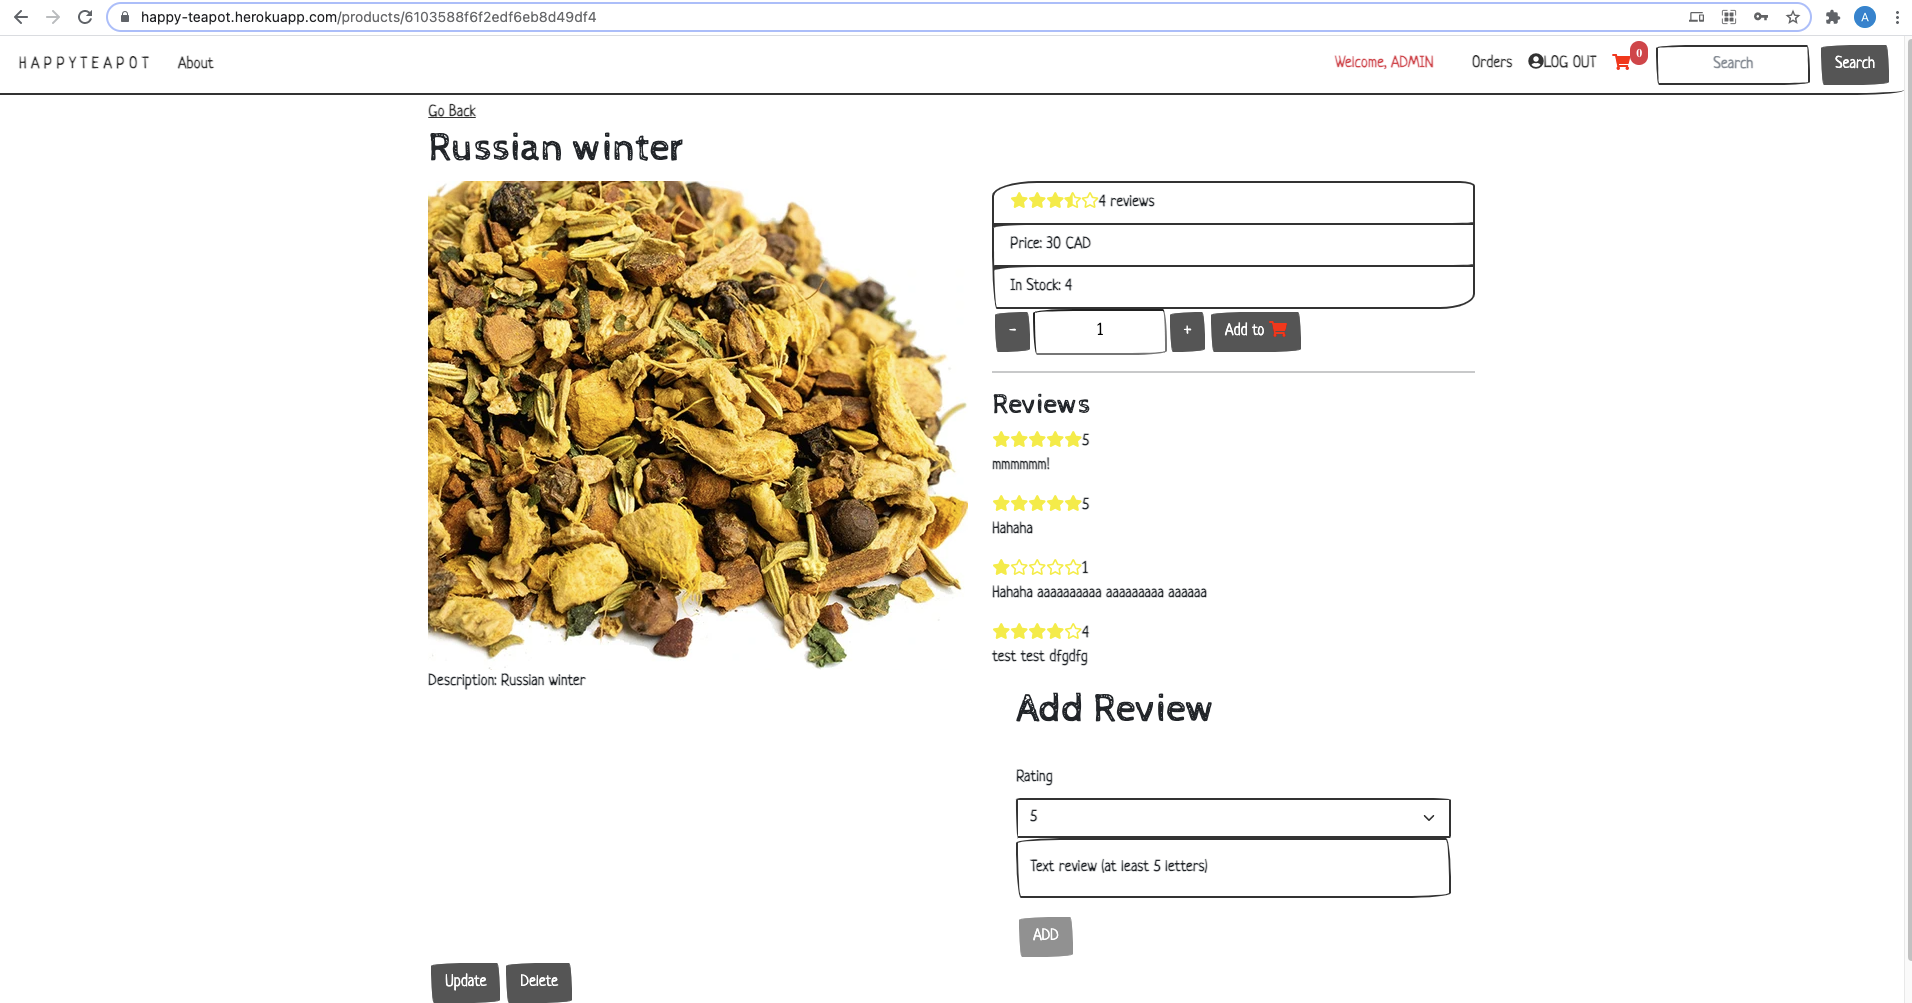 happy-teapot.herokuapp.com/products/6103588f6f2edf6eb8d49df4
A
HAPPYTEAPOT About Welcome, ADMIN Orders LOG OUT 0 Search Search
Go Back
Russian winter
4 reviews
Price: 30 CAD
In Stock: 4
- 1 + Add to
Reviews
5
mmmmmm!
5
Hahaha
1
Hahaha aaaaaaaaaa aaaaaaaaa aaaaaa
4
test test dfgdfg
Description: Russian winter
Add Review
Rating
5
Text review (at least 5 letters)
ADD
Update Delete